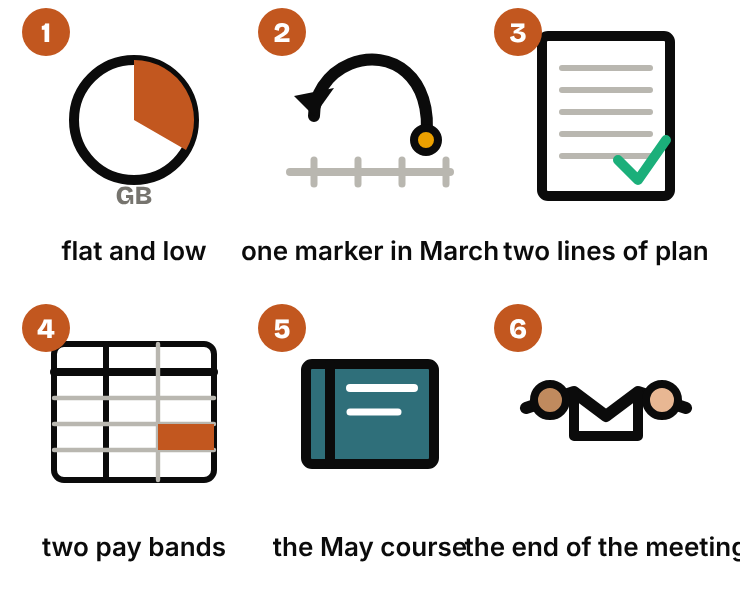 1
2
3
GB
flat and low
one marker in March
two lines of plan
4
5
6
two pay bands
the May course
the end of the meeting